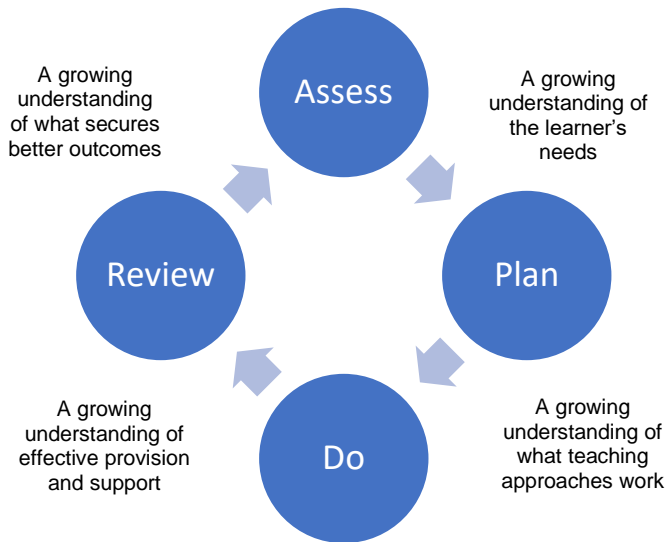 Assess
A growing
understanding of
the learner’s
needs
Plan
A growing
understanding of
what teaching
approaches work
Do
A growing
understanding of
effective provision
and support
Review
A growing
understanding
of what secures
better outcomes